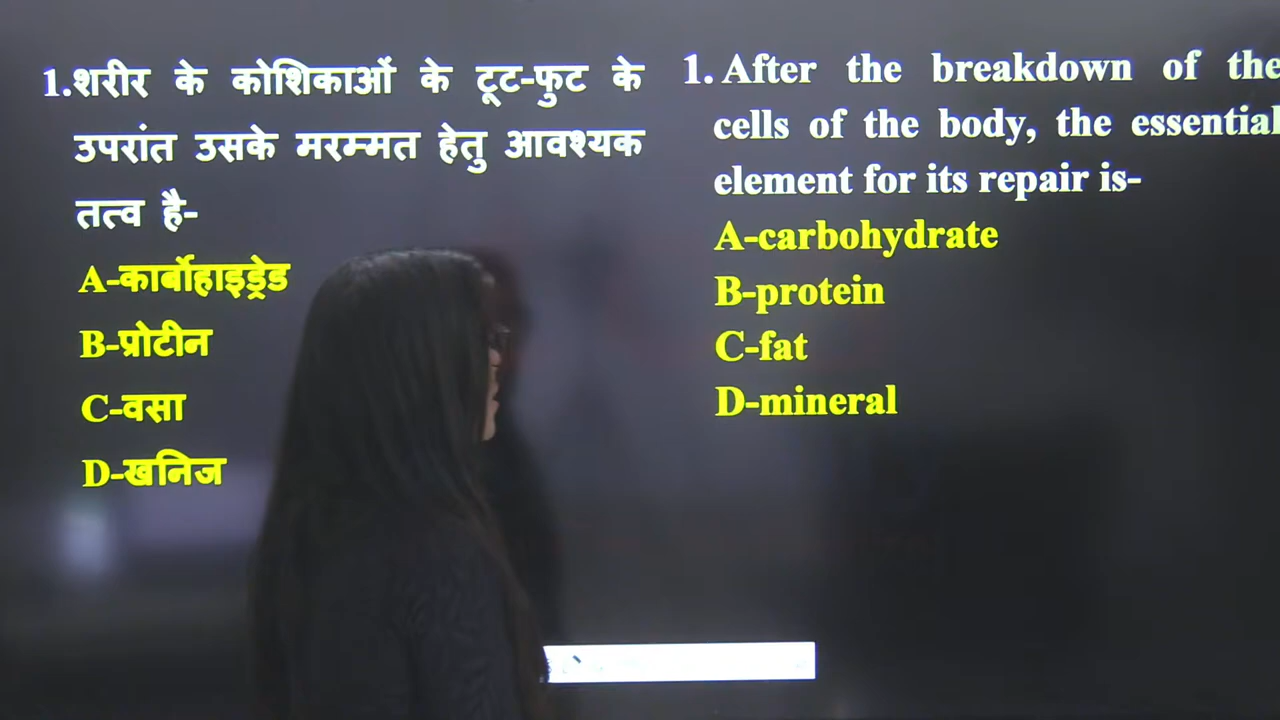 1.शरीर के कोशिकाओं के टूट-फुट के
उपरांत उसके मरम्मत हेतु आवश्यक
तत्व है-
A-कार्बोहाइड्रेड
B-प्रोटीन
C-वसा
D-खनिज
1. After the breakdown of the
cells of the body, the essential
element for its repair is-
A-carbohydrate
B-protein
C-fat
D-mineral